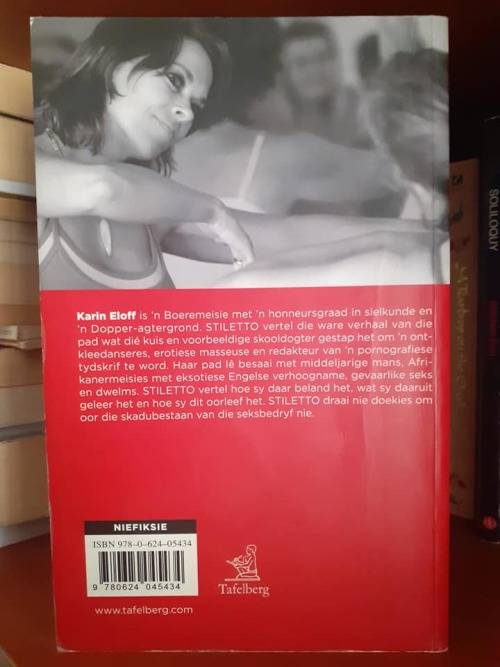 Karin Eloff is 'n Boeremeisie met 'n honneursgraad in sielkunde en
'n Dopper-agtergrond. STILETTO vertel die ware verhaal van die
pad wat dié kuis en voorbeeldige skooldogter gestap het om 'n ont-
kleedanseres, erotiese masseuse en redakteur van 'n pornografiese
tydskrif te word. Haar pad lê besaai met middeljarige mans, Afri-
kanermeisies met eksotiese Engelse verhoogname, gevaarlike seks
en dwelms. STILETTO vertel hoe sy daar beland het, wat sy daaruit
geleer het en hoe sy dit oorleef het. STILETTO draai nie doekies om
oor die skadubestaan van die seksbedryf nie.
NIEFIKSIE
ISBN 978-0-624-05434
9 780624 045434
Tafelberg
www.tafelberg.com
SOLILOQUY